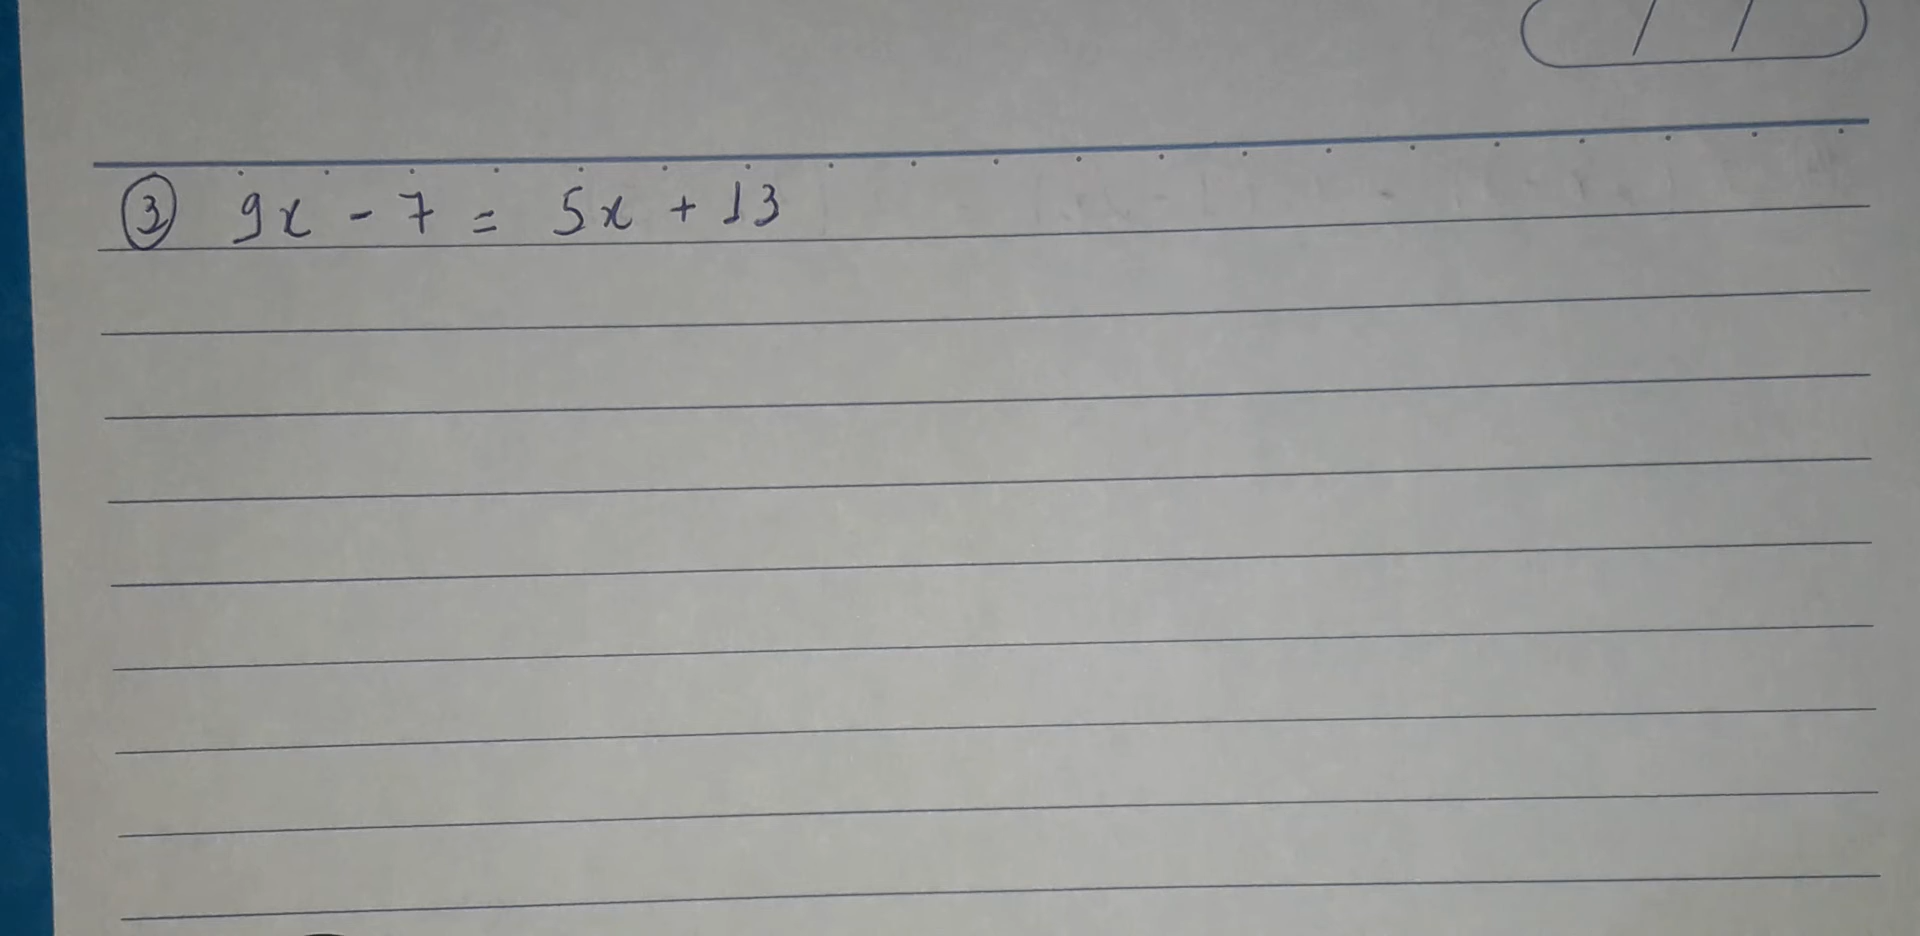 ③ 9x - 7 = 5x + 13